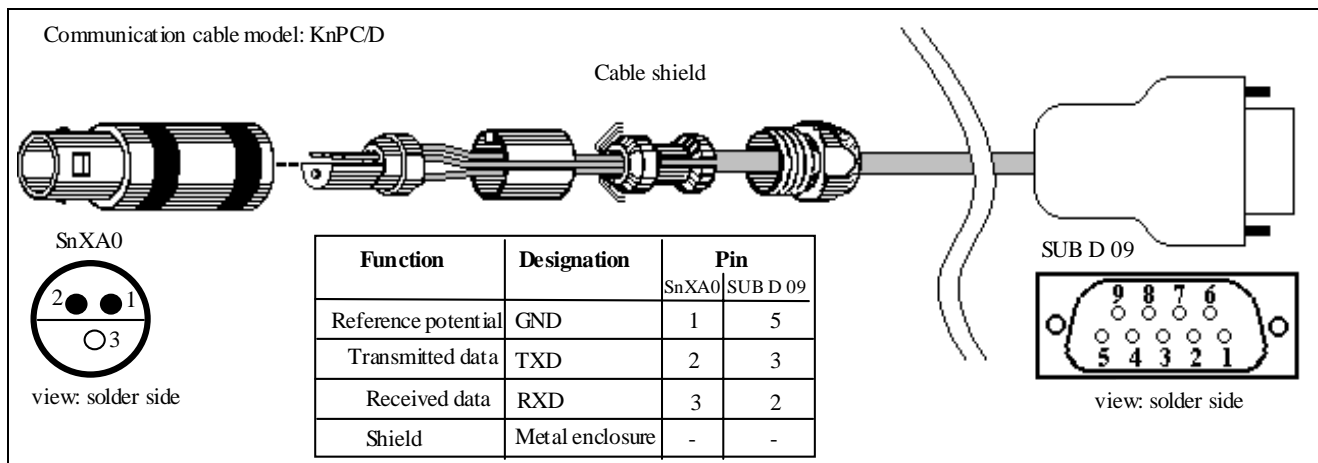 Communication cable model: KnPC/D
Cable shield
SnXA0
2 1
3
view: solder side
Function Designation Pin
SnXA0 SUB D 09
Reference potential GND 1 5
Transmitted data TXD 2 3
Received data RXD 3 2
Shield Metal enclosure - -
SUB D 09
9 8 7 6
5 4 3 2 1
view: solder side